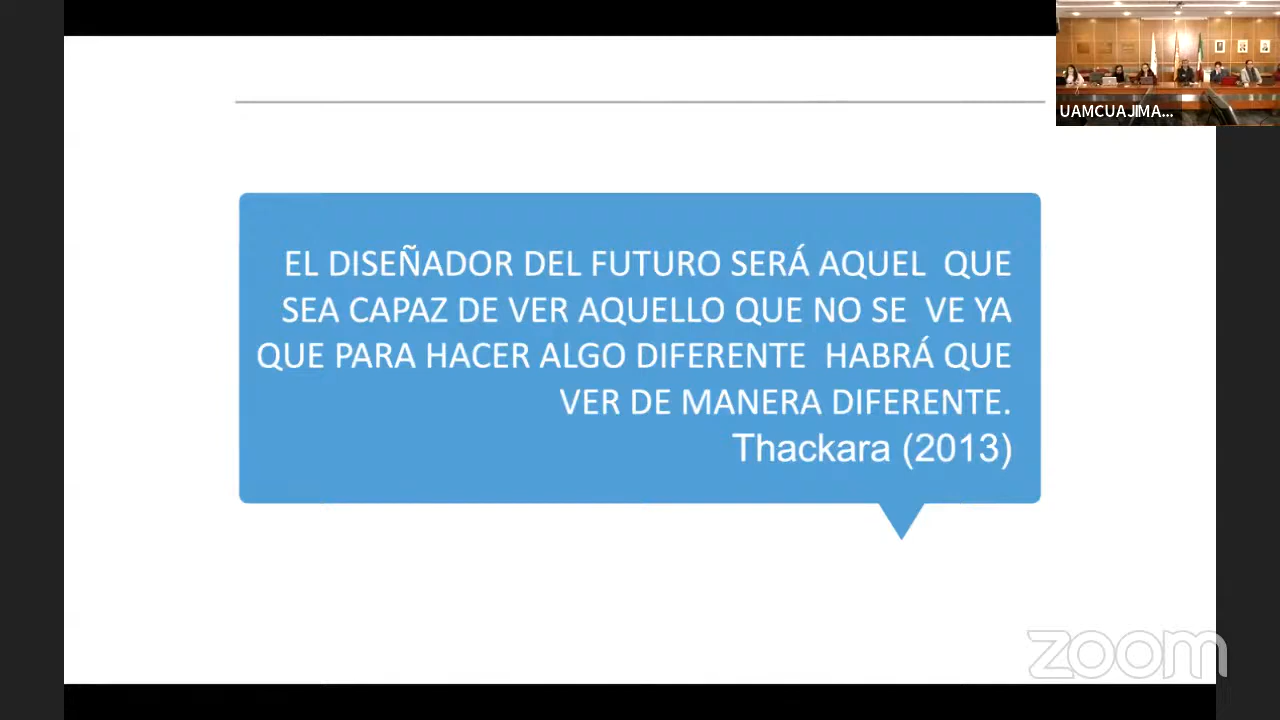 UAMCUAJIMA...
EL DISEÑADOR DEL FUTURO SERÁ AQUEL QUE
SEA CAPAZ DE VER AQUELLO QUE NO SE VE YA
QUE PARA HACER ALGO DIFERENTE HABRÁ QUE
VER DE MANERA DIFERENTE.
Thackara (2013)
zoom